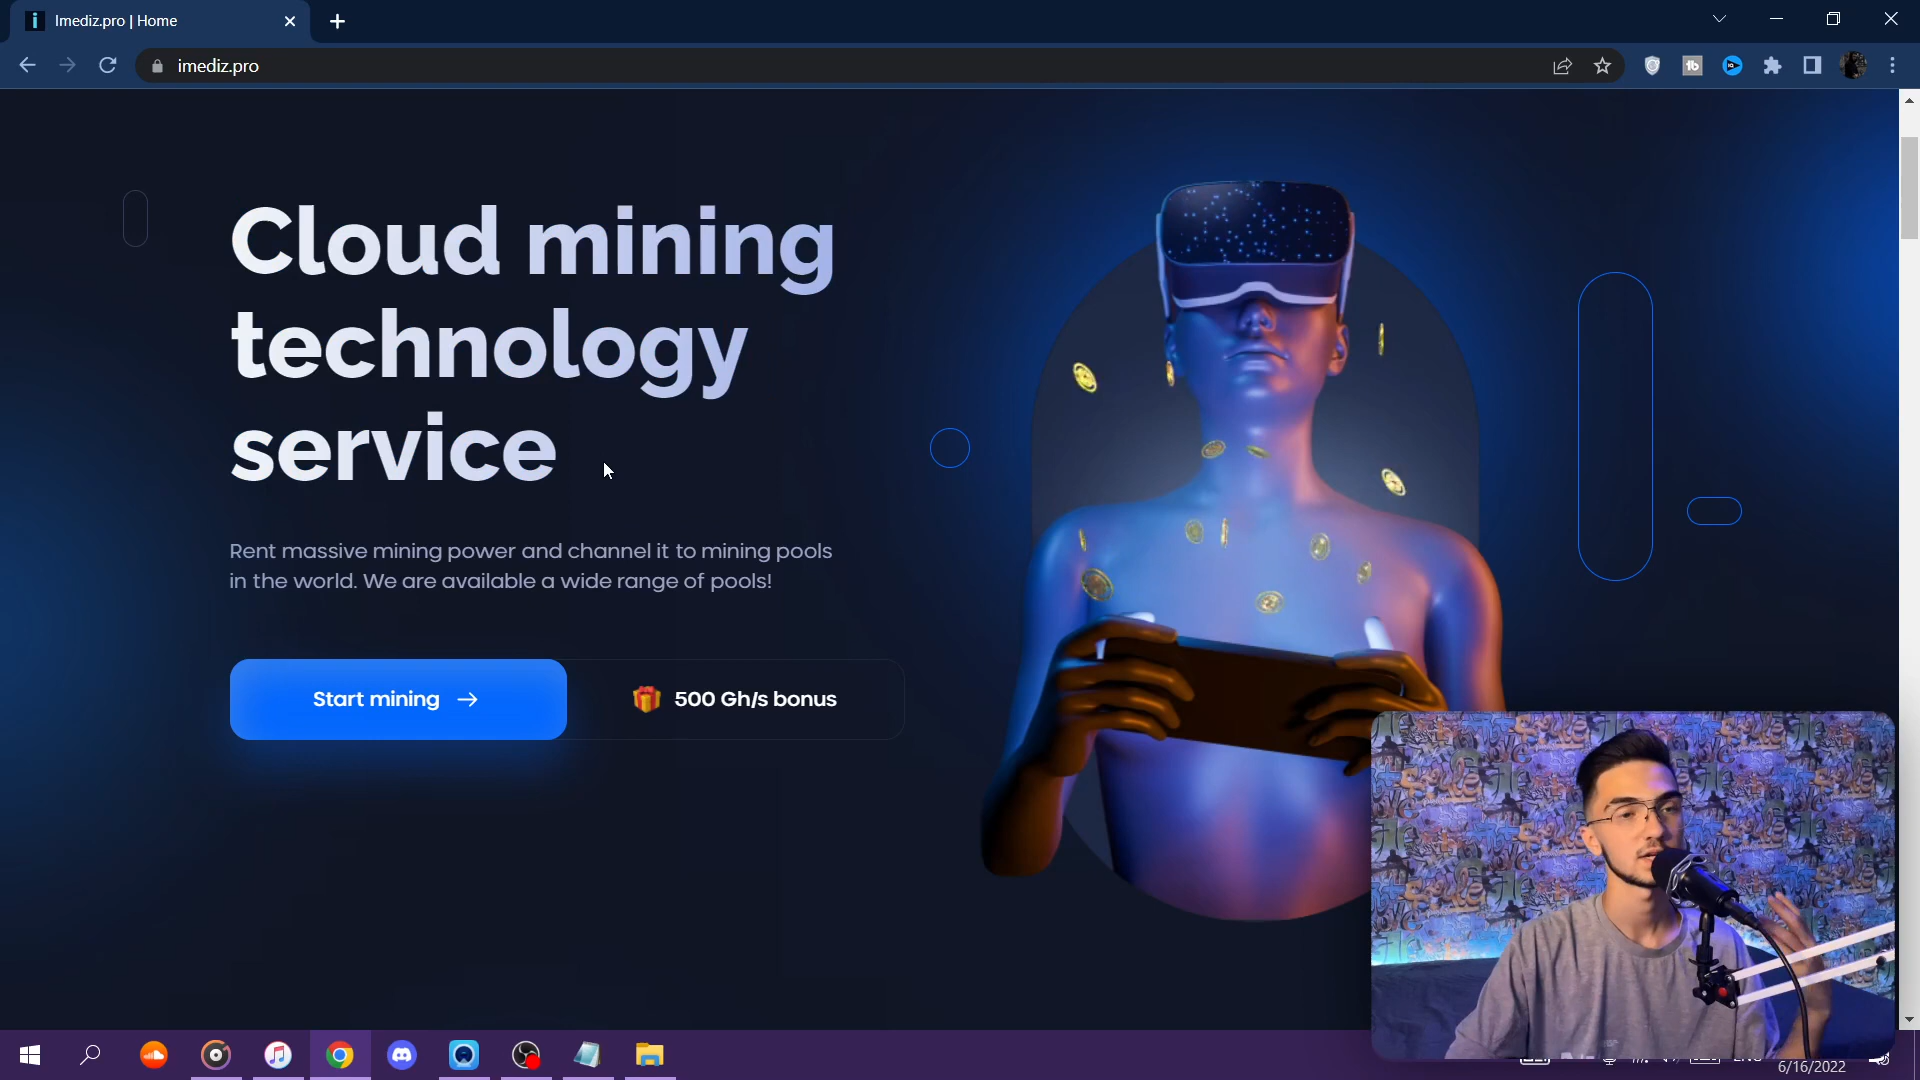 Imediz.pro | Home
imediz.pro
Cloud mining
technology
service
Rent massive mining power and channel it to mining pools
in the world. We are available a wide range of pools!
Start mining →
500 Gh/s bonus
6/16/2022